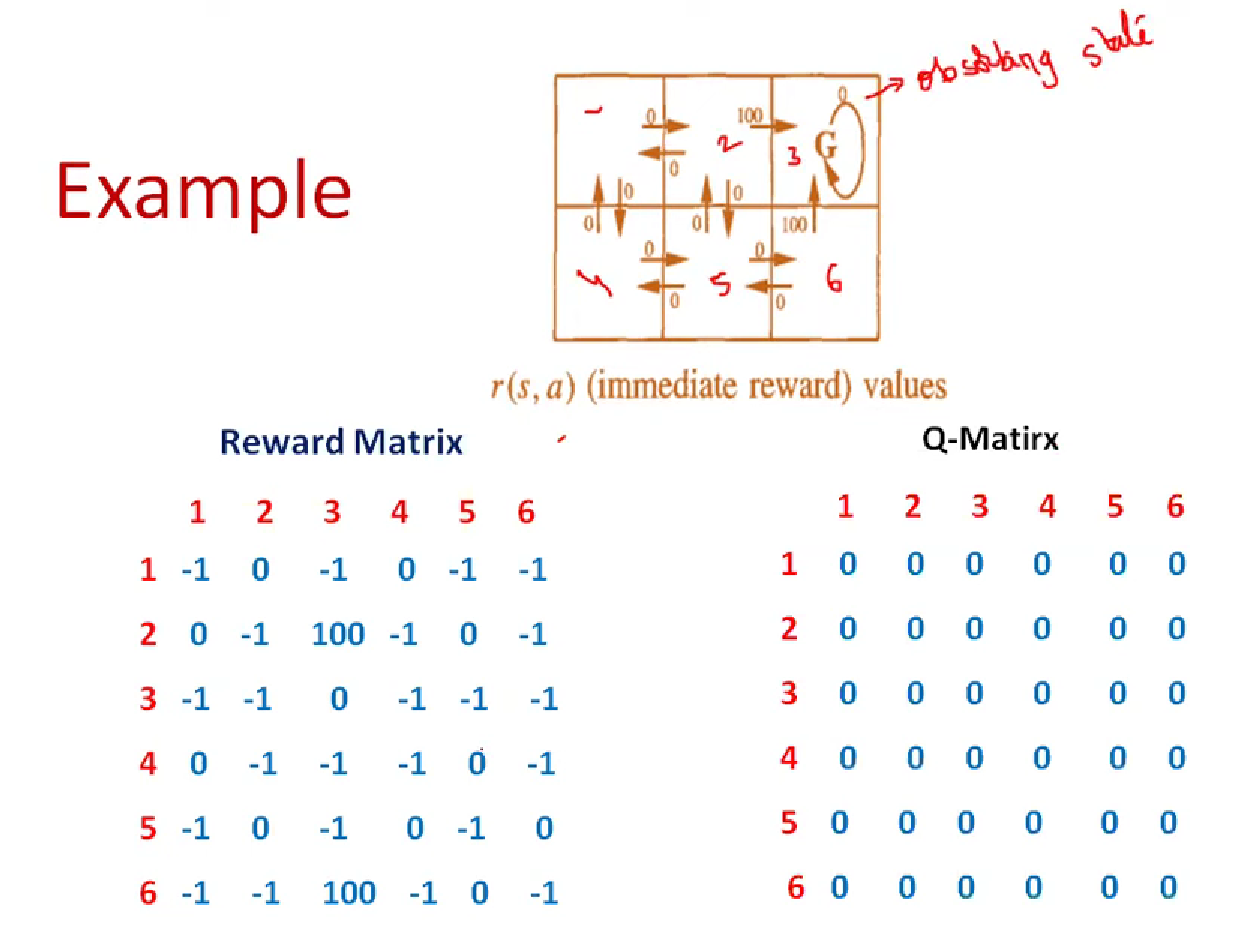 obsorbing state
0
1
0
100
2
3
G
0
0
0
0
0
0
100
0
0
4
5
6
0
0
Example
r(s, a) (immediate reward) values
Reward Matrix
1 2 3 4 5 6
1 -1 0 -1 0 -1 -1
2 0 -1 100 -1 0 -1
3 -1 -1 0 -1 -1 -1
4 0 -1 -1 -1 0 -1
5 -1 0 -1 0 -1 0
6 -1 -1 100 -1 0 -1
Q-Matirx
1 2 3 4 5 6
1 0 0 0 0 0 0
2 0 0 0 0 0 0
3 0 0 0 0 0 0
4 0 0 0 0 0 0
5 0 0 0 0 0 0
6 0 0 0 0 0 0